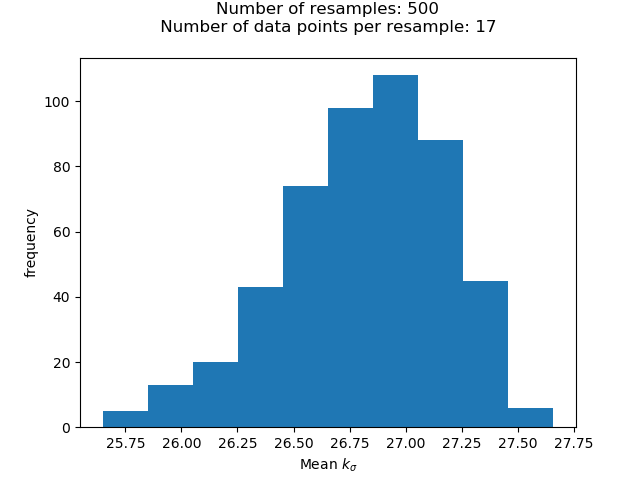 Number of resamples: 500
Number of data points per resample: 17
frequency
100
80
60
40
20
0
25.75 26.00 26.25 26.50 26.75 27.00 27.25 27.50 27.75
Mean kσ